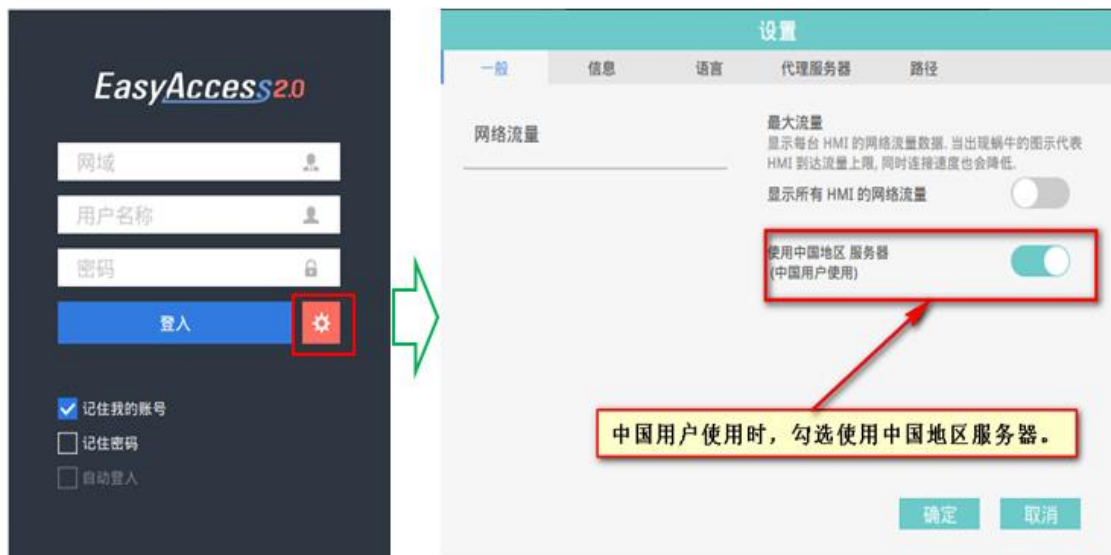 EasyAccess2.0
网域
用户名称
密码
登入
记住我的账号
记住密码
自动登入
设置
一般 信息 语言 代理服务器 路径
网络流量
最大流量
显示每台 HMI 的网络流量数据. 当出现蜗牛的图示代表
HMI 到达流量上限, 同时连接速度也会降低.
显示所有 HMI 的网络流量
使用中国地区 服务器
(中国用户使用)
中国用户使用时，勾选使用中国地区服务器。
确定 取消